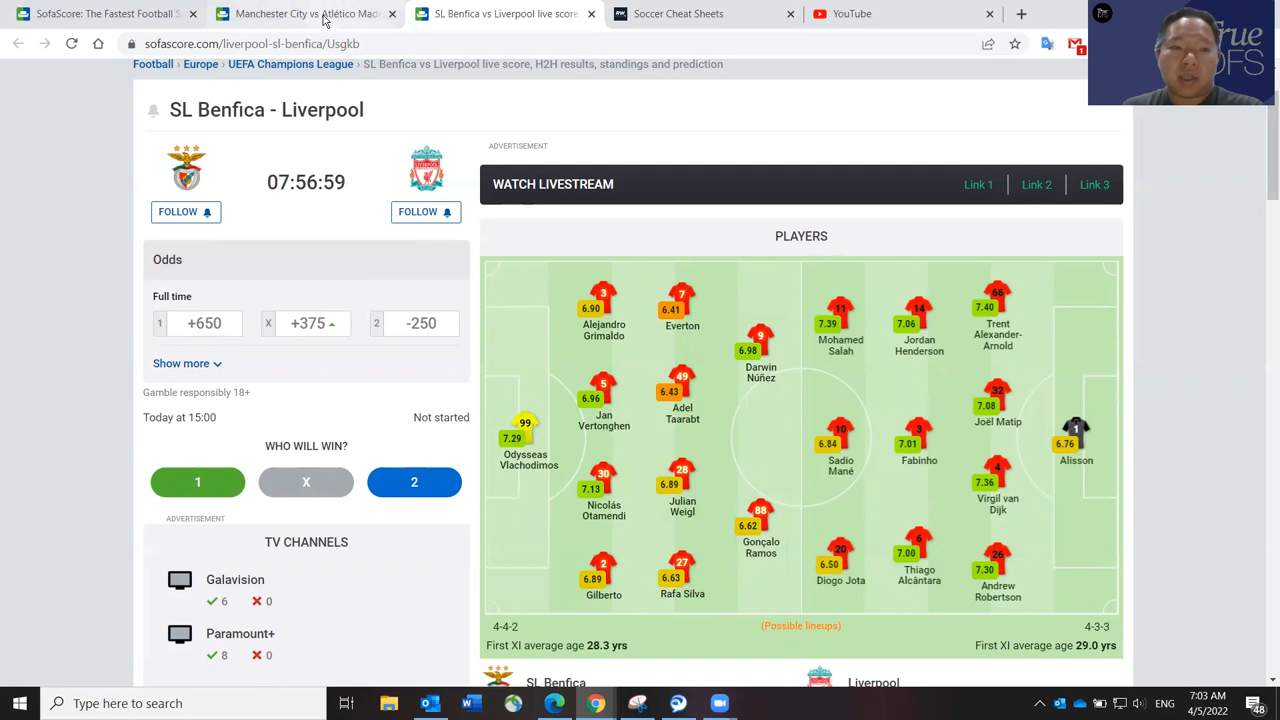 SofaScore: The Fastest Football S
Manchester City vs Atlético Madri
SL Benfica vs Liverpool live score,
RW
Soccer Cheat Sheets
YouTube
sofascore.com/liverpool-sl-benfica/Usgkb
1
True
DFS
Football › Europe › UEFA Champions League › SL Benfica vs Liverpool live score, H2H results, standings and prediction
SL Benfica - Liverpool
07:56:59
FOLLOW
FOLLOW
Odds
Full time
1 +650
X +375
2 -250
Show more
Gamble responsibly 18+
Today at 15:00
Not started
WHO WILL WIN?
1
X
2
ADVERTISEMENT
TV CHANNELS
Galavision
6
0
Paramount+
8
0
ADVERTISEMENT
WATCH LIVESTREAM
Link 1
Link 2
Link 3
PLAYERS
99
7.29
Odysseas
Vlachodimos
3
6.90
Alejandro
Grimaldo
5
6.96
Jan
Vertonghen
30
7.13
Nicolás
Otamendi
2
6.89
Gilberto
7
6.41
Everton
49
6.43
Adel
Taarabt
28
6.89
Julian
Weigl
27
6.63
Rafa Silva
9
6.98
Darwin
Núñez
88
6.62
Gonçalo
Ramos
11
7.39
Mohamed
Salah
10
6.84
Sadio
Mané
20
6.50
Diogo Jota
14
7.06
Jordan
Henderson
3
7.01
Fabinho
6
7.00
Thiago
Alcântara
66
7.40
Trent
Alexander-
Arnold
32
7.08
Joël Matip
4
7.36
Virgil van
Dijk
26
7.30
Andrew
Robertson
1
6.76
Alisson
4-4-2
(Possible lineups)
4-3-3
First XI average age 28.3 yrs
First XI average age 29.0 yrs
SL Benfica
Liverpool
Type here to search
ENG
7:03 AM
4/5/2022
48